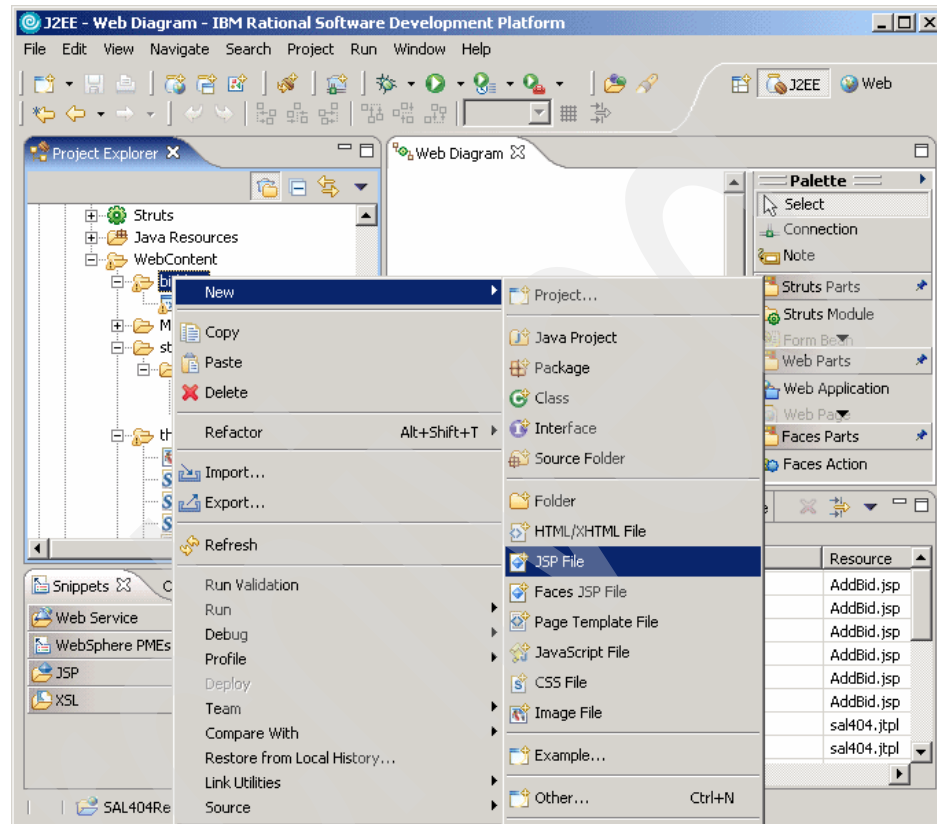 J2EE - Web Diagram - IBM Rational Software Development Platform
File Edit View Navigate Search Project Run Window Help
J2EE Web
Project Explorer
Web Diagram
Palette
Select
Connection
Note
Struts Parts
Struts Module
Web Parts
Web Application
Web Page
Faces Parts
Faces Action
Struts
Java Resources
WebContent
New
Copy
Paste
Delete
Refactor Alt+Shift+T
Import...
Export...
Refresh
Run Validation
Run
Debug
Profile
Deploy
Team
Compare With
Restore from Local History...
Link Utilities
Source
Project...
Java Project
Package
Class
Interface
Source Folder
Folder
HTML/XHTML File
JSP File
Faces JSP File
Page Template File
JavaScript File
CSS File
Image File
Example...
Other... Ctrl+N
Snippets
Web Service
WebSphere PMEs
JSP
XSL
Resource
AddBid.jsp
AddBid.jsp
AddBid.jsp
AddBid.jsp
AddBid.jsp
AddBid.jsp
sal404.jtpl
sal404.jtpl
SAL404Re